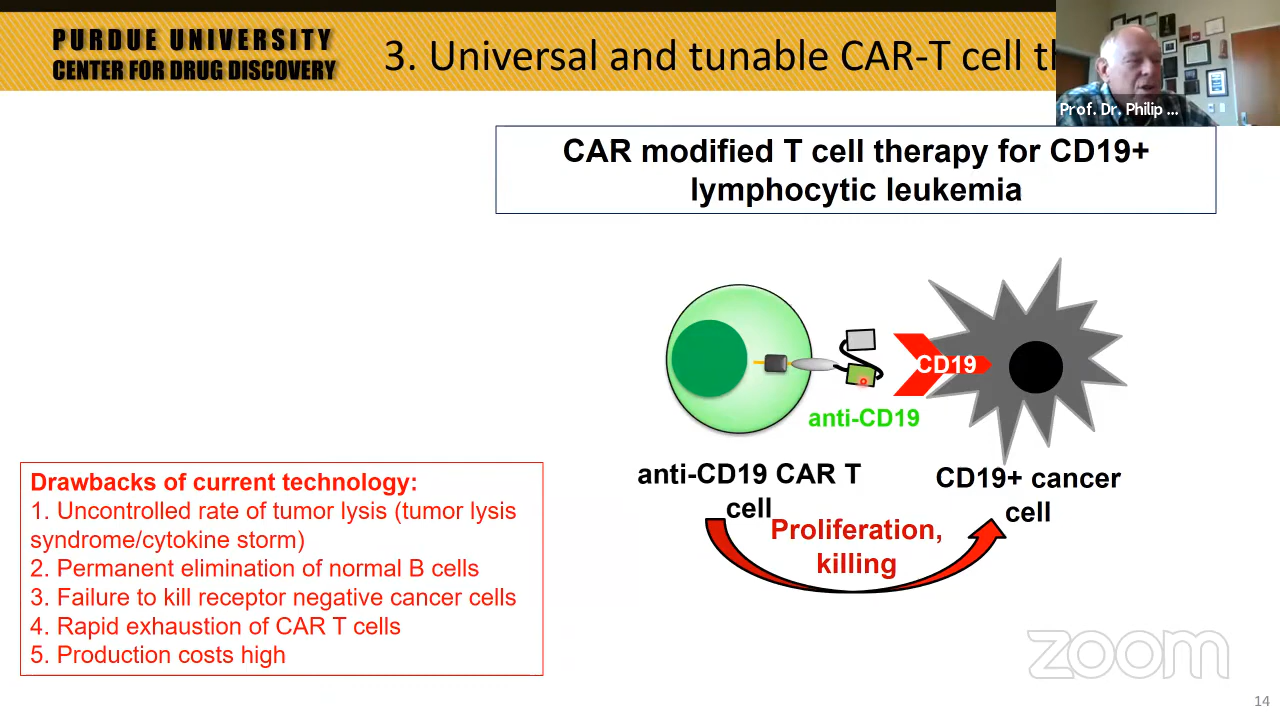 PURDUE UNIVERSITY
CENTER FOR DRUG DISCOVERY
3. Universal and tunable CAR-T cell
Prof. Dr. Philip ...
CAR modified T cell therapy for CD19+
lymphocytic leukemia
CD19
anti-CD19
anti-CD19 CAR T
cell
CD19+ cancer
cell
Proliferation,
killing
Drawbacks of current technology:
1. Uncontrolled rate of tumor lysis (tumor lysis
syndrome/cytokine storm)
2. Permanent elimination of normal B cells
3. Failure to kill receptor negative cancer cells
4. Rapid exhaustion of CAR T cells
5. Production costs high
zoom
14